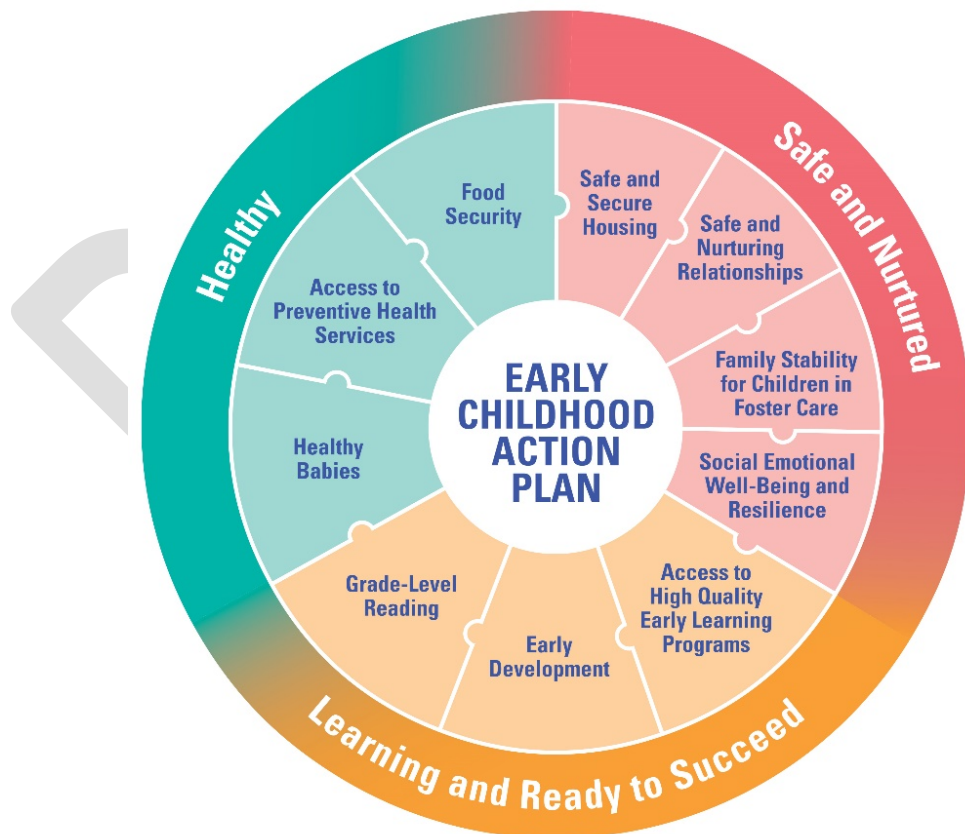 Healthy
Safe and Nurtured
Learning and Ready to Succeed
EARLY
CHILDHOOD
ACTION
PLAN
Food
Security
Safe and
Secure
Housing
Safe and
Nurturing
Relationships
Family Stability
for Children in
Foster Care
Social Emotional
Well-Being and
Resilience
Access to
High Quality
Early Learning
Programs
Early
Development
Grade-Level
Reading
Healthy
Babies
Access to
Preventive Health
Services